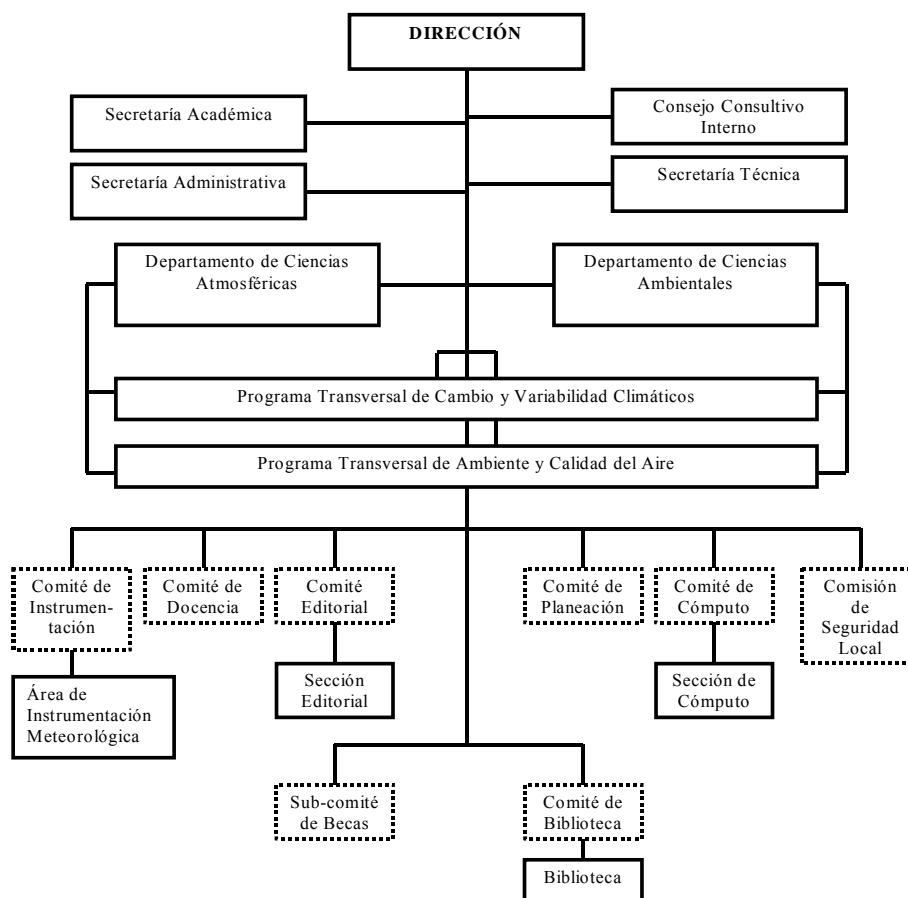 DIRECCIÓN
Secretaría Académica
Consejo Consultivo
Interno
Secretaría Administrativa
Secretaría Técnica
Departamento de Ciencias
Atmosféricas
Departamento de Ciencias
Ambientales
Programa Transversal de Cambio y Variabilidad Climáticos
Programa Transversal de Ambiente y Calidad del Aire
Comité de
Instrumen-
tación
Comité de
Docencia
Comité
Editorial
Comité de
Planeación
Comité de
Cómputo
Comisión
de
Seguridad
Local
Área de
Instrumentación
Meteorológica
Sección
Editorial
Sección de
Cómputo
Sub-comité
de Becas
Comité de
Biblioteca
Biblioteca